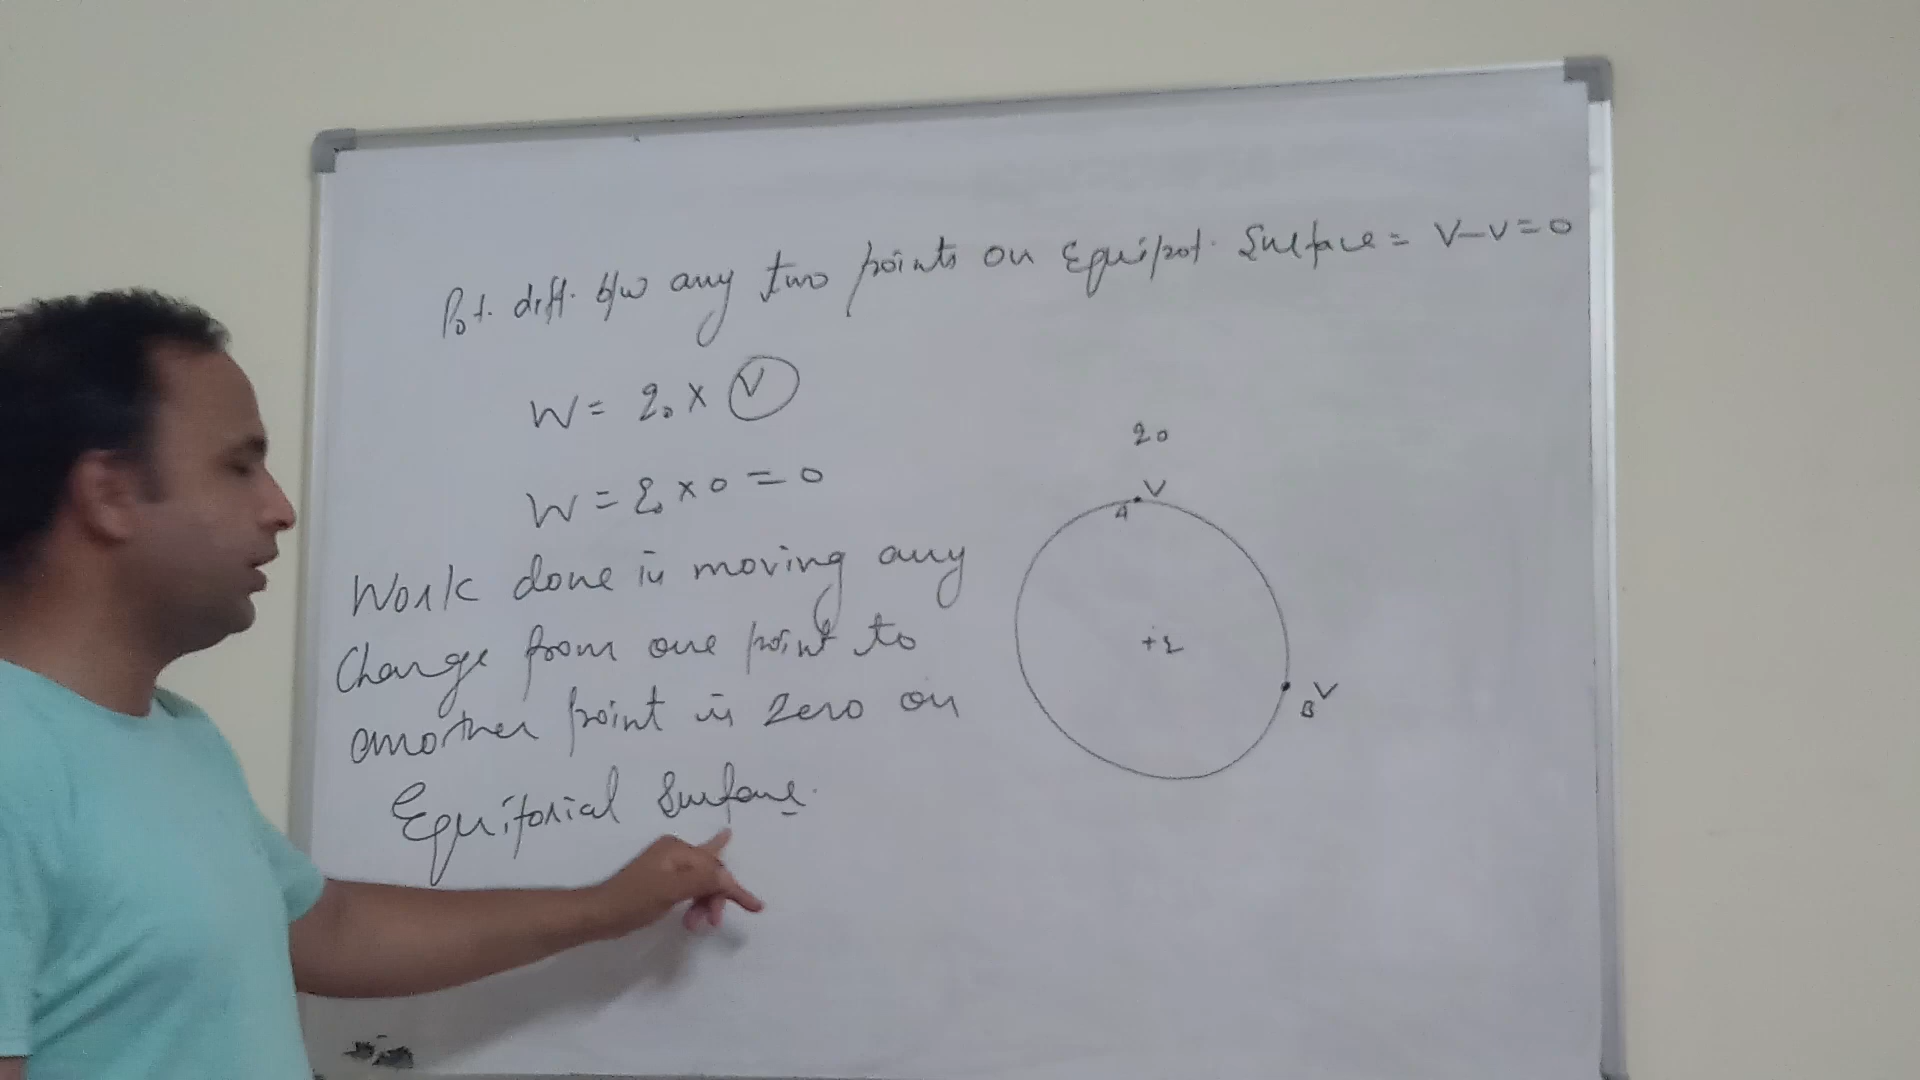 Pot. diff. b/w any two points on Equipot. Surface = V-V=0
W = q₀ × V
W = q₀ × 0 = 0
Work done in moving any
Charge from one point to
another point is zero on
Equitorial Surface.
q₀
V
A
+q
B V